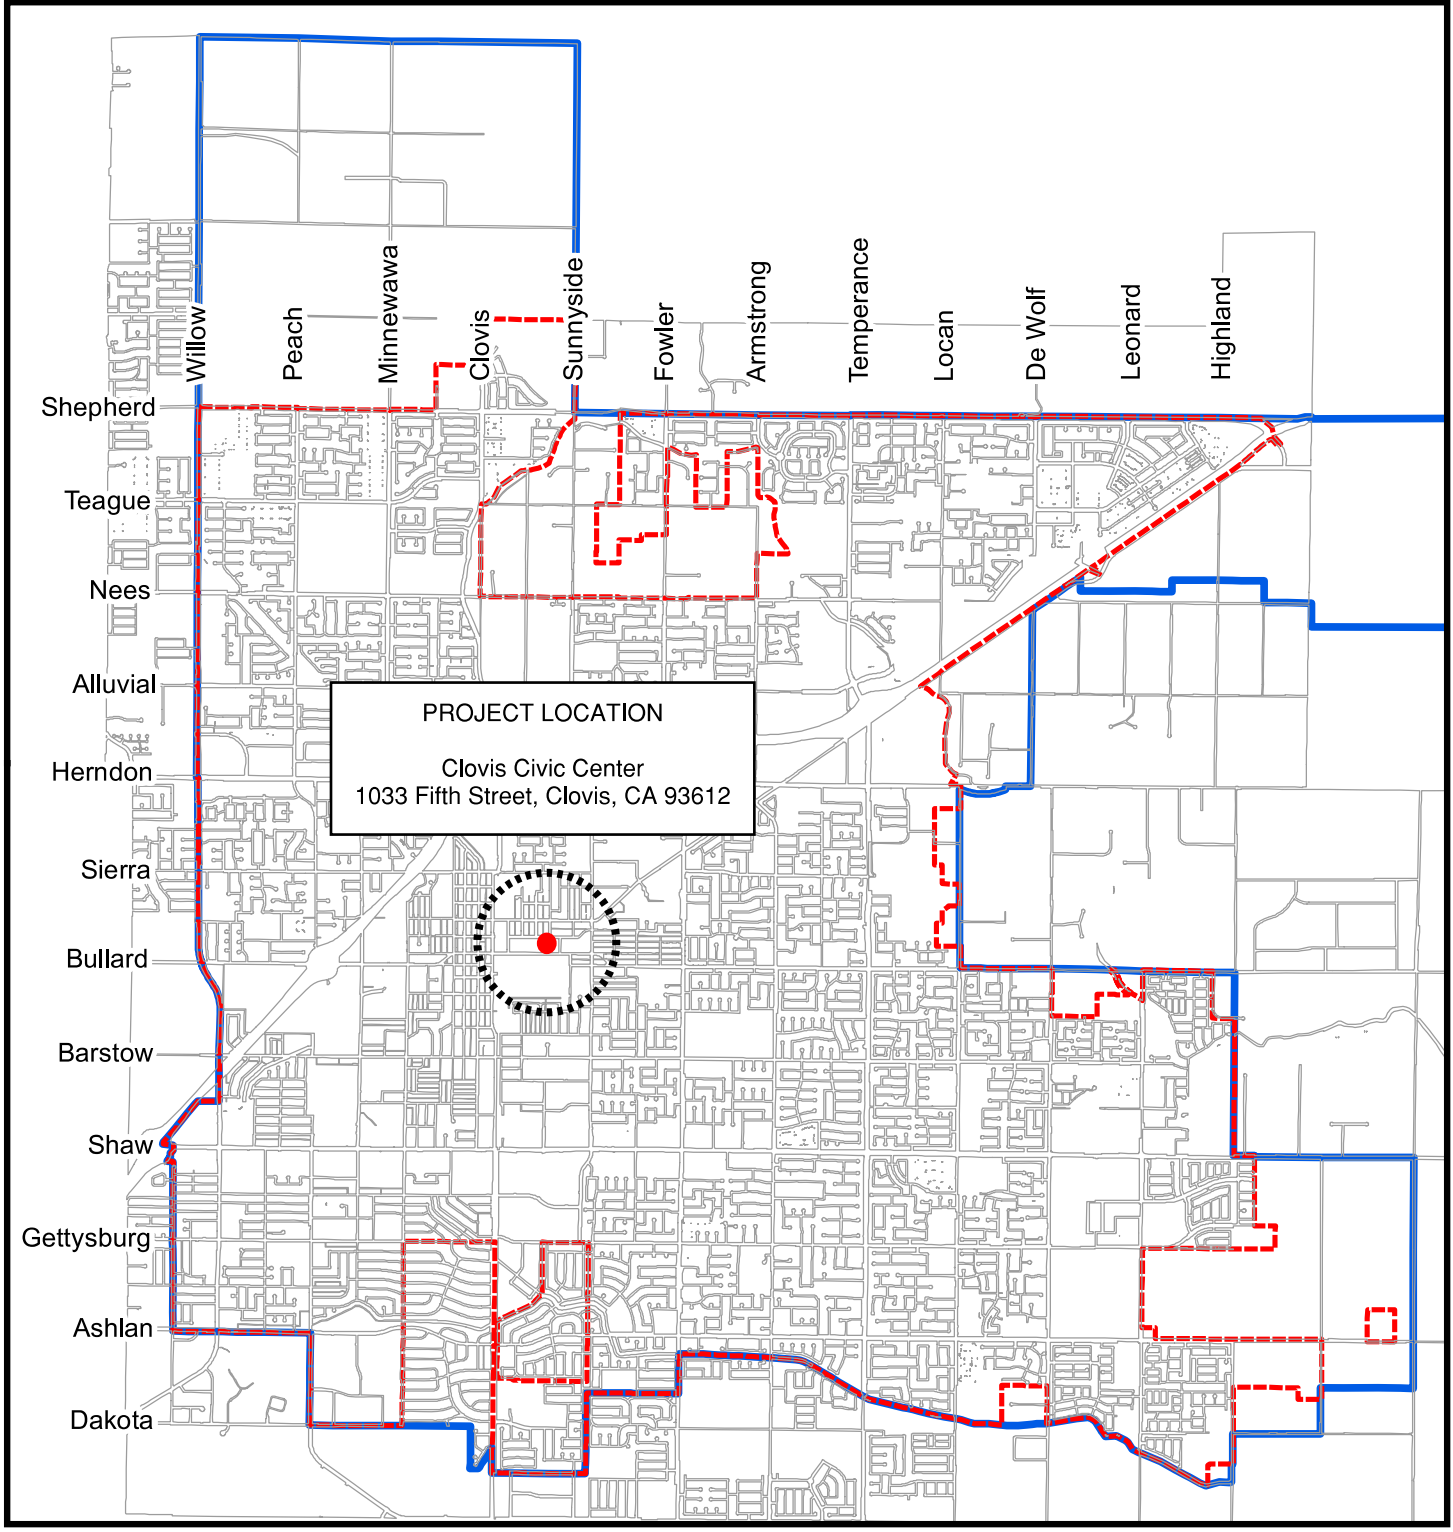 Willow
Peach
Minnewawa
Clovis
Sunnyside
Fowler
Armstrong
Temperance
Locan
De Wolf
Leonard
Highland
Shepherd
Teague
Nees
Alluvial
Herndon
Sierra
Bullard
Barstow
Shaw
Gettysburg
Ashlan
Dakota
PROJECT LOCATION
Clovis Civic Center
1033 Fifth Street, Clovis, CA 93612